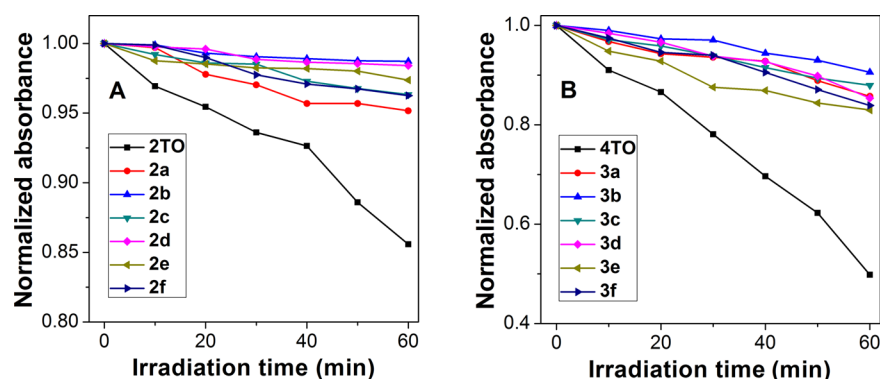 Normalized absorbance
1.00
0.95
0.90
0.85
0.80
A
2TO
2a
2b
2c
2d
2e
2f
0 20 40 60
Irradiation time (min)
Normalized absorbance
1.0
0.8
0.6
0.4
B
4TO
3a
3b
3c
3d
3e
3f
0 20 40 60
Irradiation time (min)